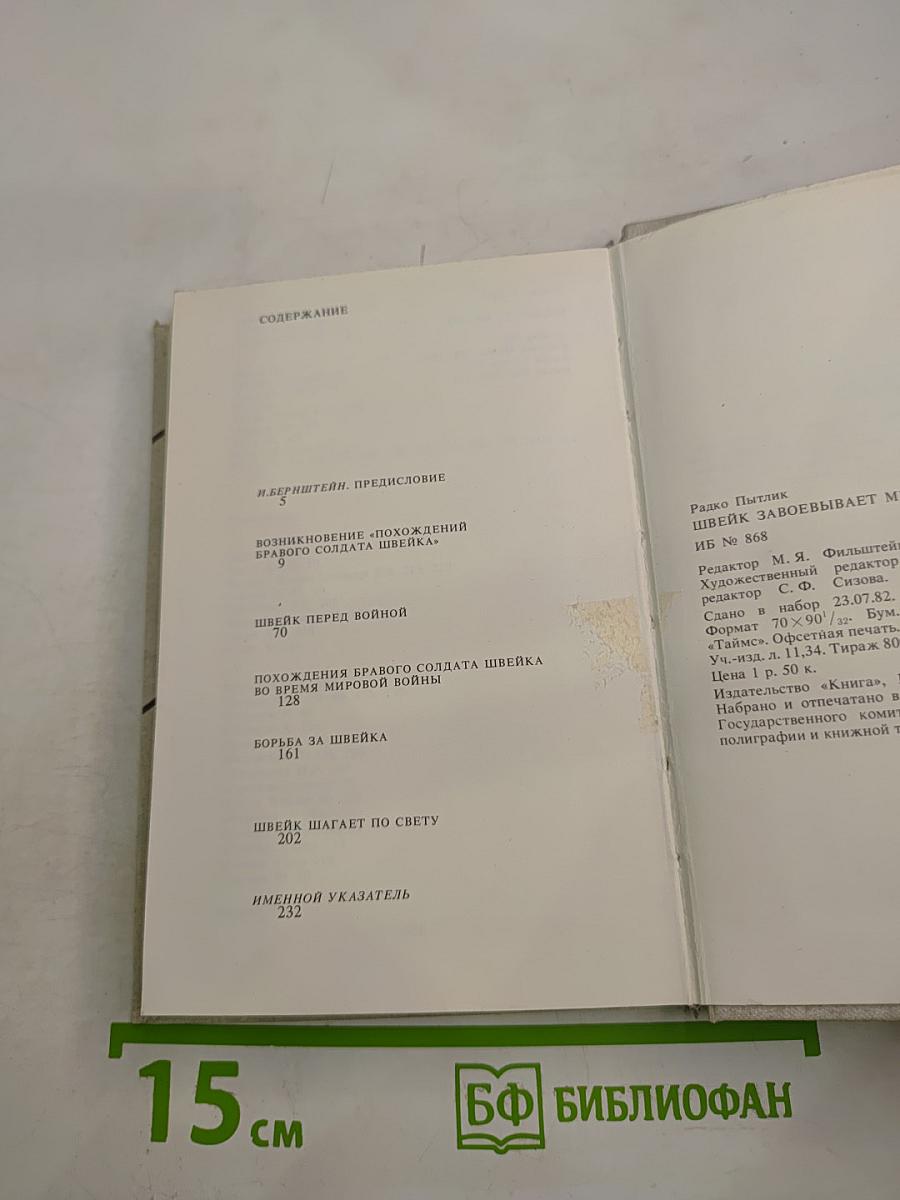 СОДЕРЖАНИЕ
И.БЕРНШТЕЙН. ПРЕДИСЛОВИЕ
5
ВОЗНИКНОВЕНИЕ «ПОХОЖДЕНИЙ
БРАВОГО СОЛДАТА ШВЕЙКА»
9
ШВЕЙК ПЕРЕД ВОЙНОЙ
70
ПОХОЖДЕНИЯ БРАВОГО СОЛДАТА ШВЕЙКА
ВО ВРЕМЯ МИРОВОЙ ВОЙНЫ
128
БОРЬБА ЗА ШВЕЙКА
161
ШВЕЙК ШАГАЕТ ПО СВЕТУ
202
ИМЕННОЙ УКАЗАТЕЛЬ
232
Радко Пытлик
ШВЕЙК ЗАВОЕВЫВАЕТ М
ИБ № 868
Редактор М. Я. Фильштей
Художественный редактор
редактор С. Ф. Сизова.
Сдано в набор 23.07.82.
Формат 70×90¹/₃₂. Бум.
«Таймс». Офсетная печать.
Уч.-изд. л. 11,34. Тираж 80
Цена 1 р. 50 к.
Издательство «Книга»,
Набрано и отпечатано в
Государственного комит
полиграфии и книжной т
15 см
БФ БИБЛИОФАН